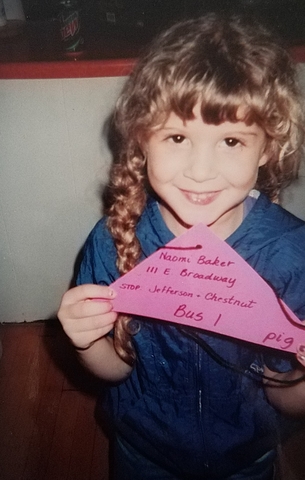 Naomi Baker
111 E. Broadway
STOP Jefferson + Chestnut
Bus 1
pig